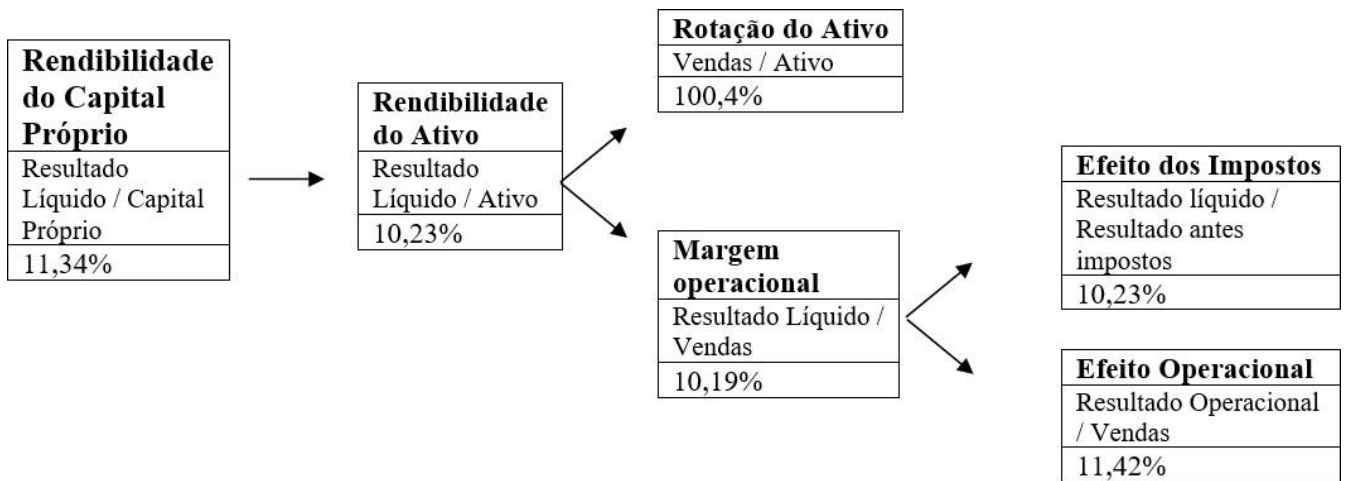 Rendibilidade
do Capital
Próprio
Resultado
Líquido / Capital
Próprio
11,34%
Rendibilidade
do Ativo
Resultado
Líquido / Ativo
10,23%
Rotação do Ativo
Vendas / Ativo
100,4%
Margem
operacional
Resultado Líquido /
Vendas
10,19%
Efeito dos Impostos
Resultado líquido /
Resultado antes
impostos
10,23%
Efeito Operacional
Resultado Operacional
/ Vendas
11,42%